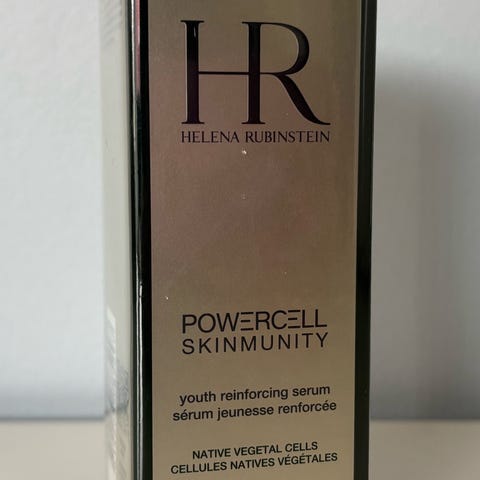 HR
HELENA RUBINSTEIN
POWERCELL
SKINMUNITY
youth reinforcing serum
sérum jeunesse renforcée
NATIVE VEGETAL CELLS
CELLULES NATIVES VÉGÉTALES